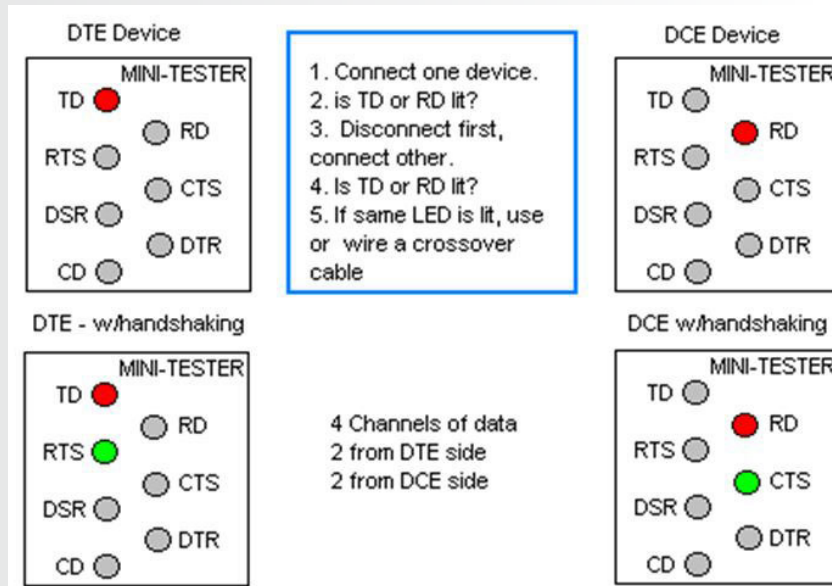 DTE Device
MINI-TESTER
TD
RD
RTS
CTS
DSR
DTR
CD
1. Connect one device.
2. is TD or RD lit?
3. Disconnect first,
connect other.
4. Is TD or RD lit?
5. If same LED is lit, use
or wire a crossover
cable
DCE Device
MINI-TESTER
TD
RD
RTS
CTS
DSR
DTR
CD
DTE - w/handshaking
MINI-TESTER
TD
RD
RTS
CTS
DSR
DTR
CD
4 Channels of data
2 from DTE side
2 from DCE side
DCE w/handshaking
MINI-TESTER
TD
RD
RTS
CTS
DSR
DTR
CD